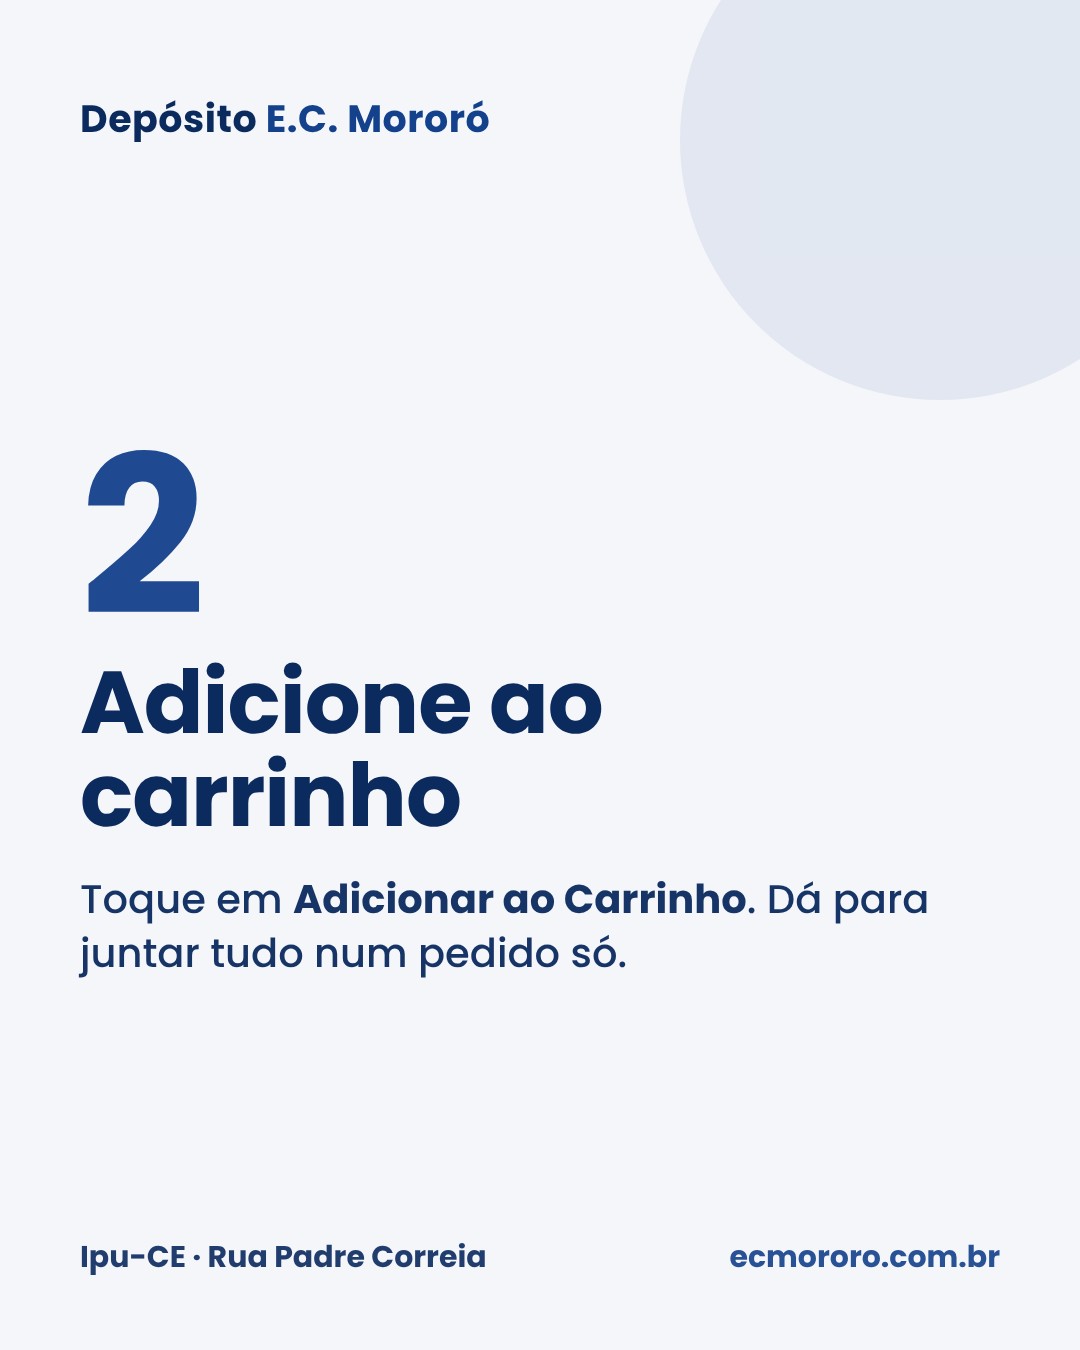 Depósito E.C. Mororó
2
Adicione ao
carrinho
Toque em Adicionar ao Carrinho. Dá para
juntar tudo num pedido só.
Ipu-CE · Rua Padre Correia
ecmororo.com.br